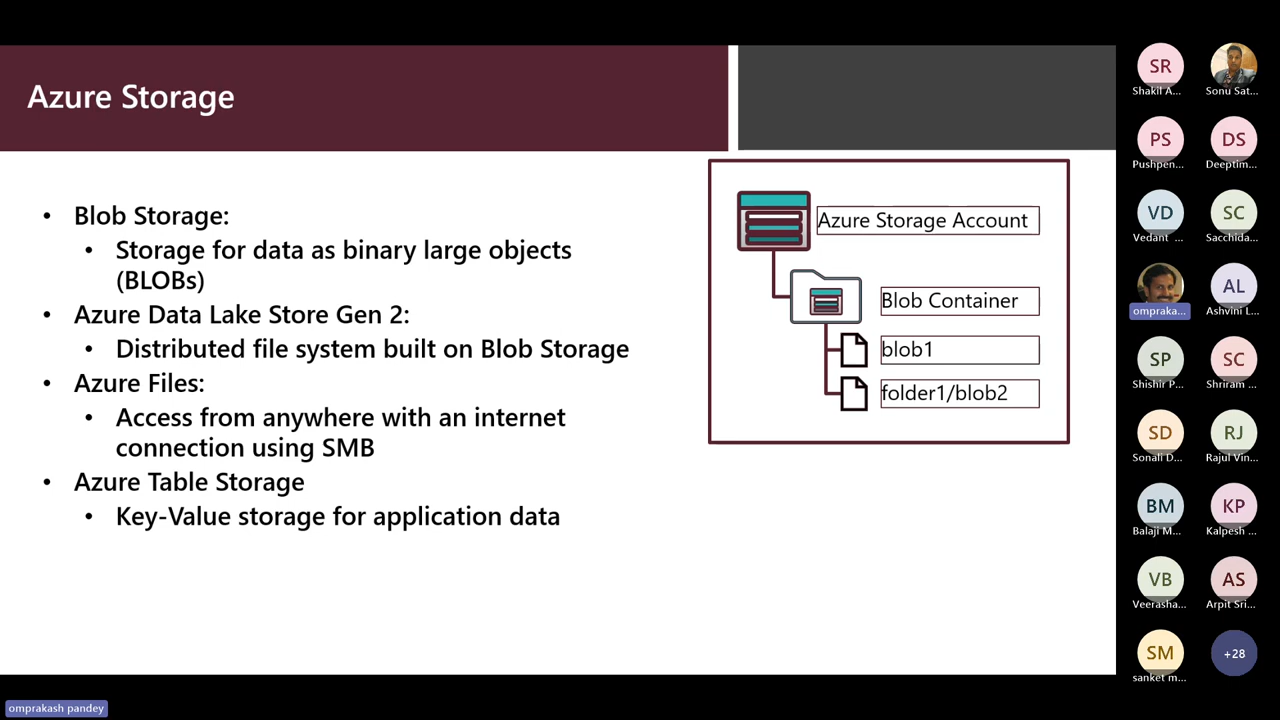 Azure Storage
• Blob Storage:
• Storage for data as binary large objects
(BLOBs)
• Azure Data Lake Store Gen 2:
• Distributed file system built on Blob Storage
• Azure Files:
• Access from anywhere with an internet
connection using SMB
• Azure Table Storage
• Key-Value storage for application data
Azure Storage Account
Blob Container
blob1
folder1/blob2
SR
Shakil A...
Sonu Sat...
PS
Pushpen...
DS
Deeptim...
VD
Vedant ...
SC
Sacchida...
ompraka...
AL
Ashvini L...
SP
Shishir P...
SC
Shriram ...
SD
Sonali D...
RJ
Rajul Vin...
BM
Balaji M...
KP
Kalpesh ...
VB
Veerasha...
AS
Arpit Sri...
SM
sanket m...
+28
omprakash pandey